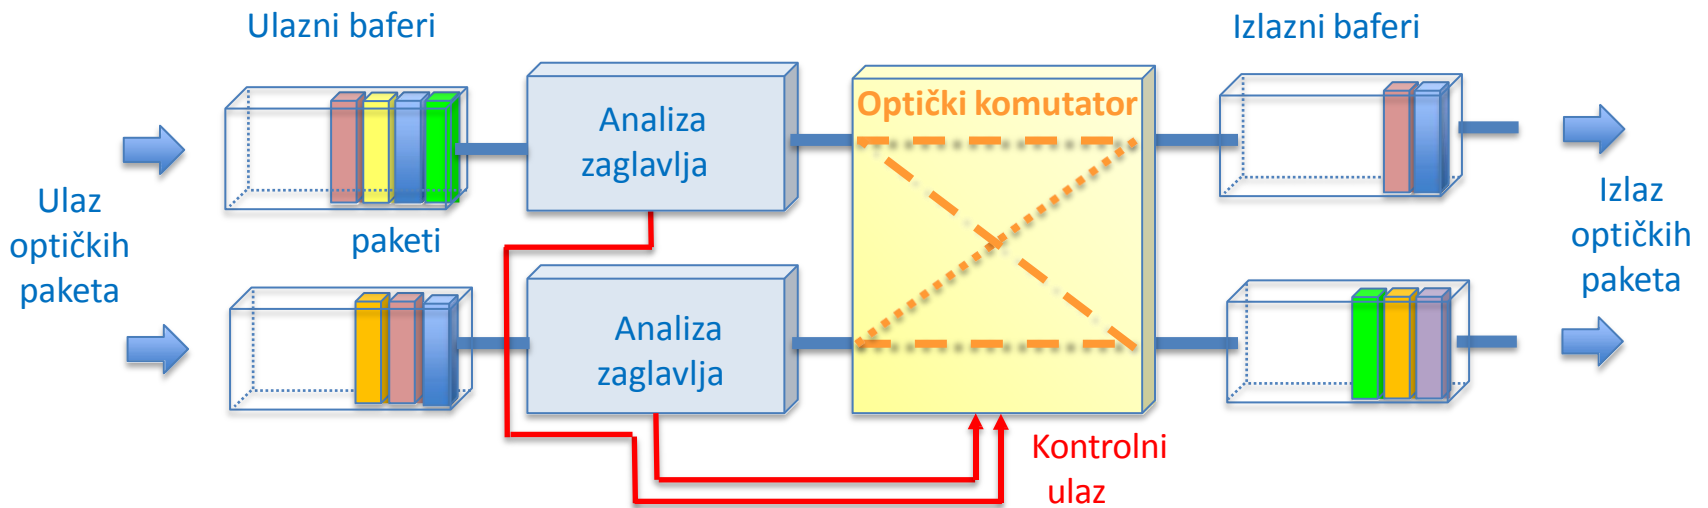 Ulazni baferi
Izlazni baferi
Analiza
zaglavlja
Optički komutator
Ulaz
optičkih
paketa
paketi
Izlaz
optičkih
paketa
Analiza
zaglavlja
Kontrolni
ulaz